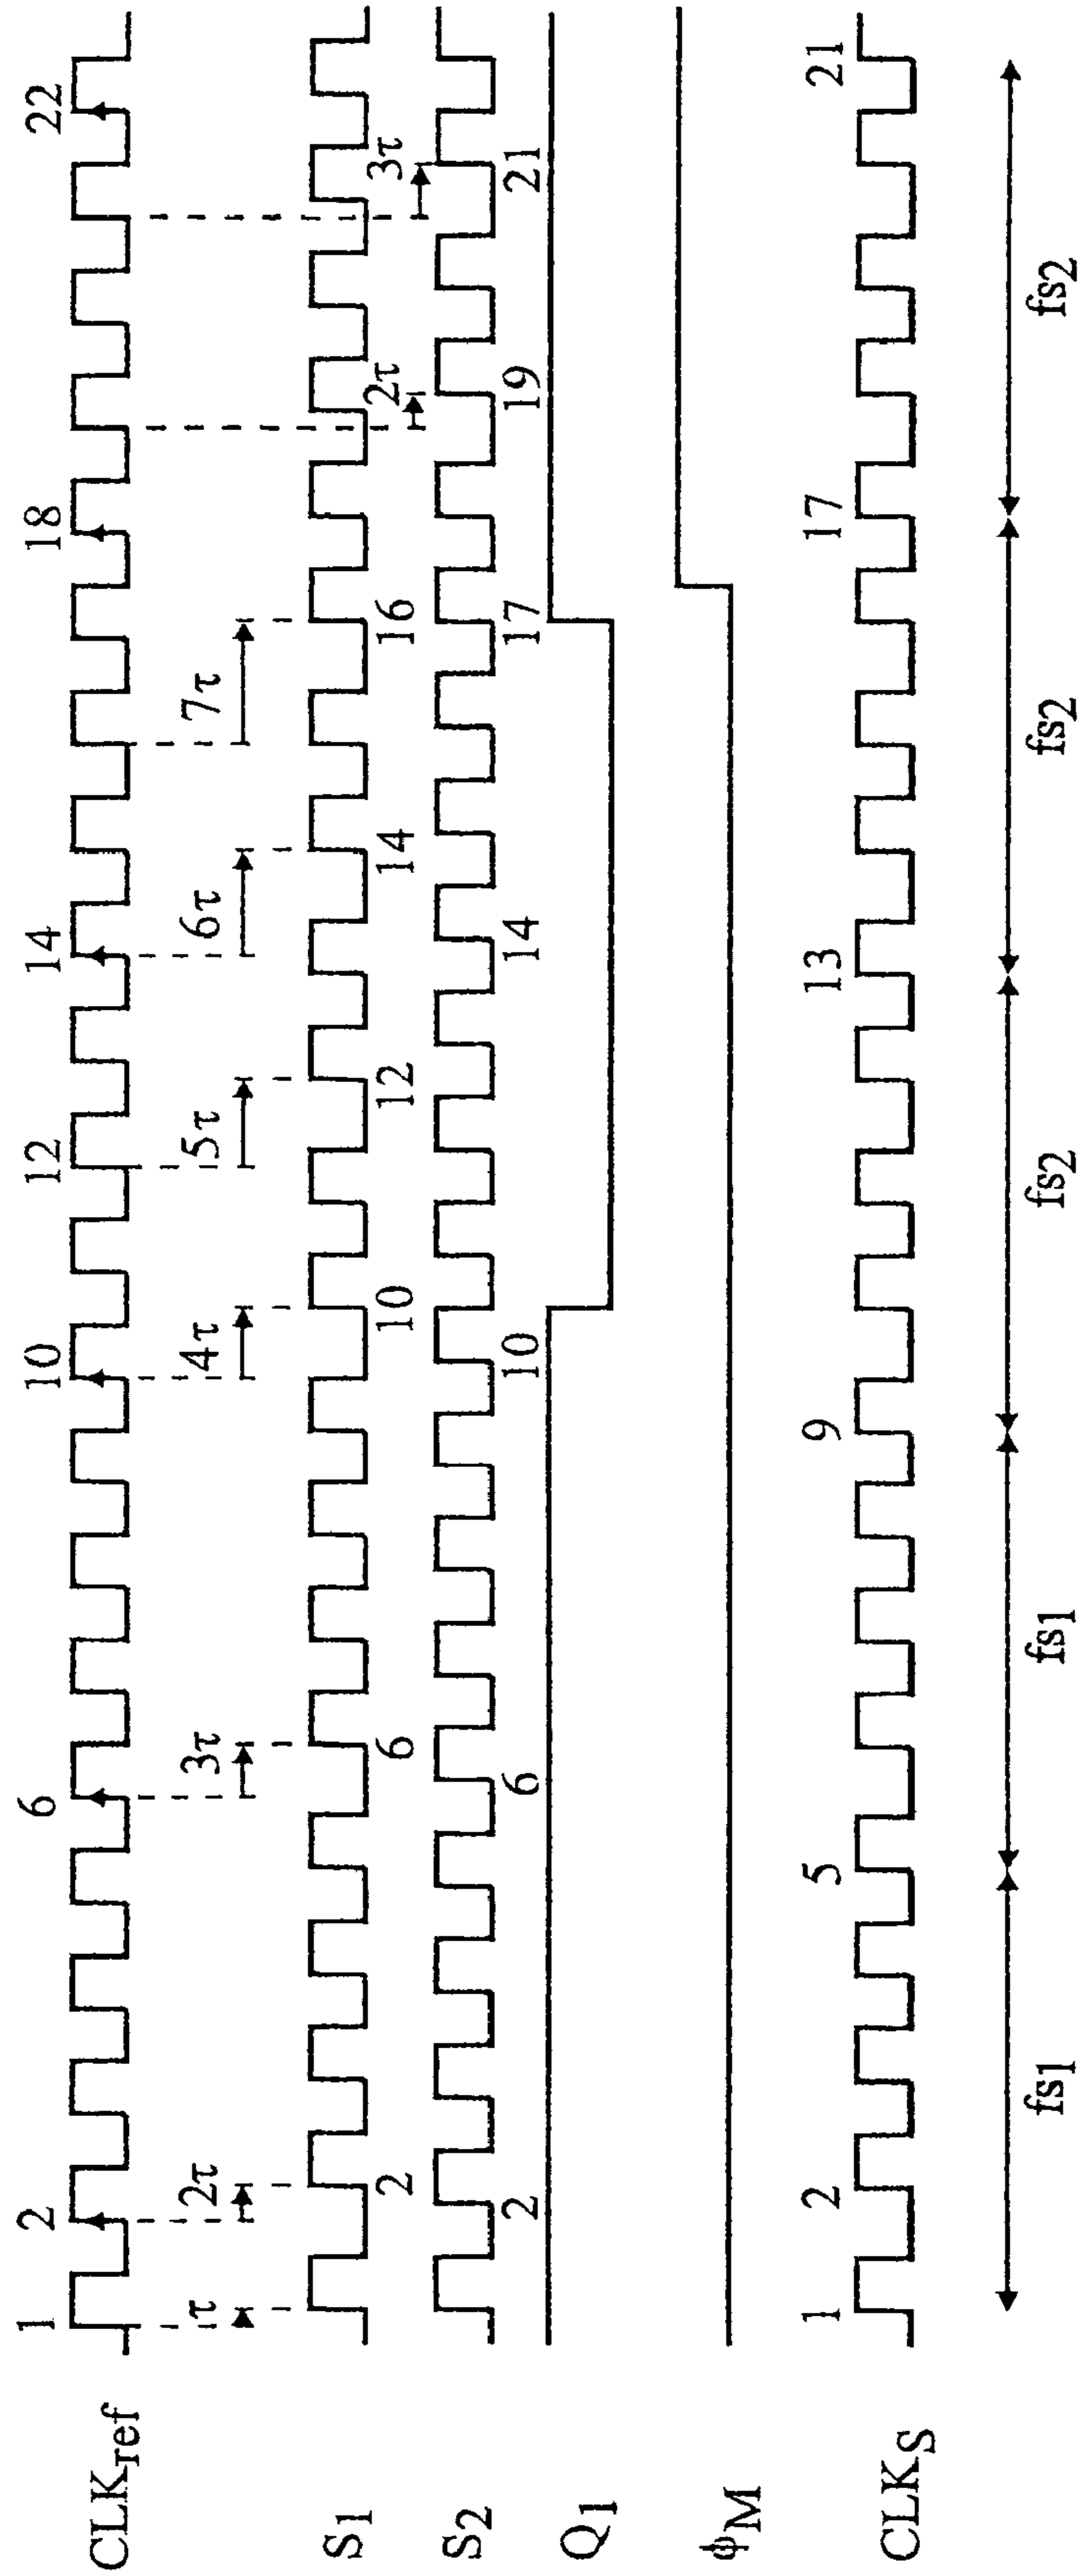 CLKref 1 2 6 10 12 14 18 22
τ 2τ 3τ 4τ 5τ 6τ 7τ
S1 2 6 10 12 14 16
2τ 3τ
S2 2 6 10 14 17 19 21
Q1
ϕM
CLKS 1 2 5 9 13 17 21
fs1 fs1 fs2 fs2 fs2 fs2